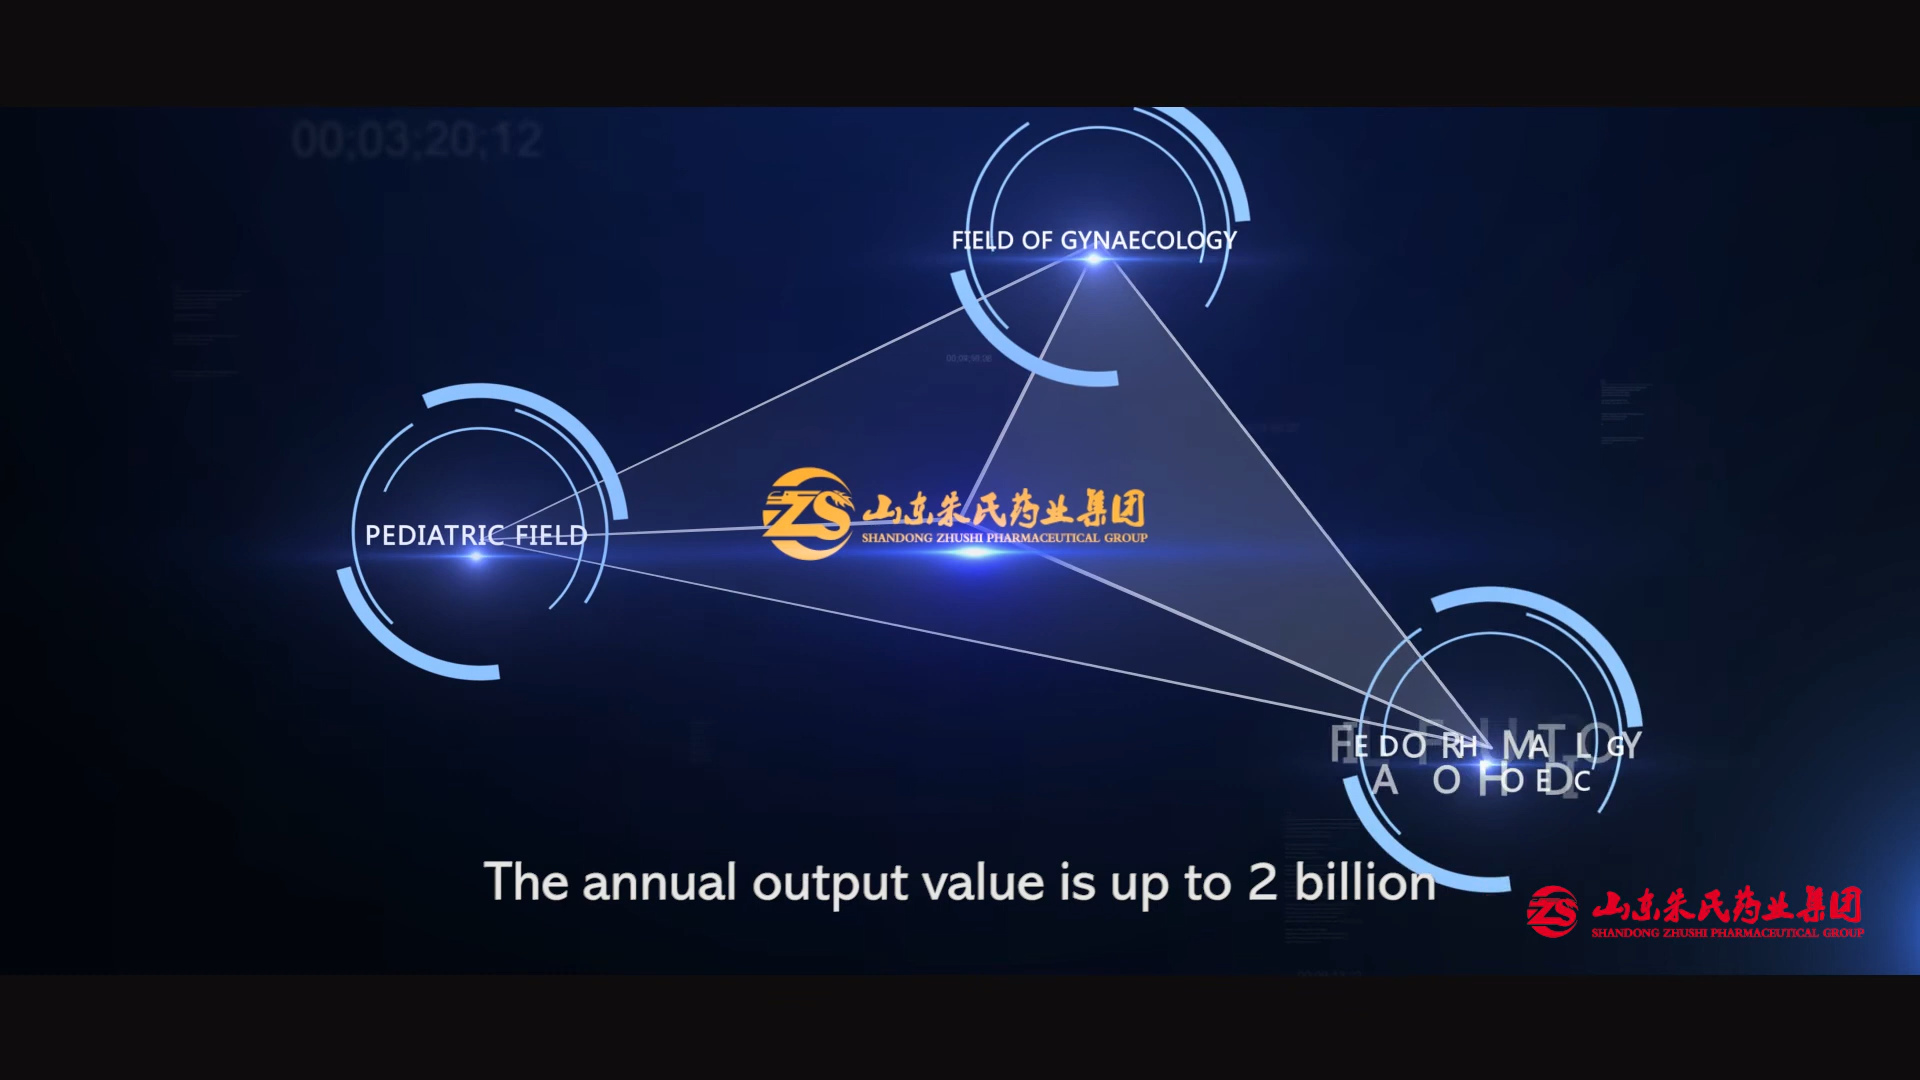 00;03;20;12
FIELD OF GYNAECOLOGY
PEDIATRIC FIELD
ZS 山东朱氏药业集团
SHANDONG ZHUSHI PHARMACEUTICAL GROUP
The annual output value is up to 2 billion
ZS 山东朱氏药业集团
SHANDONG ZHUSHI PHARMACEUTICAL GROUP